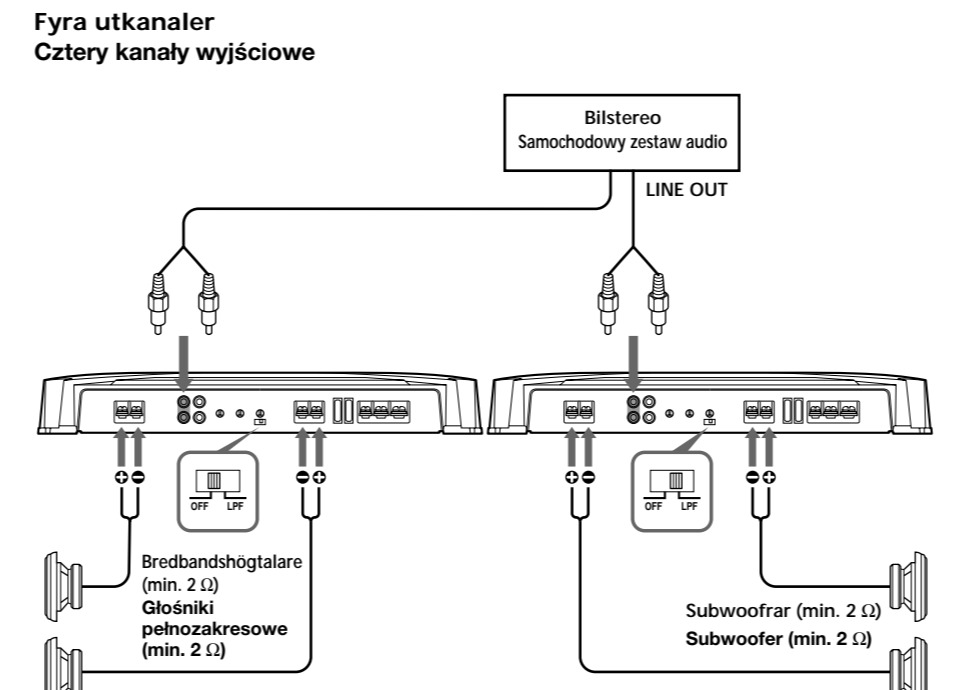 Fyra utkanaler
Cztery kanały wyjściowe
Bilstereo
Samochodowy zestaw audio
LINE OUT
OFF LPF
OFF LPF
Bredbandshögtalare
(min. 2 Ω)
Głośniki
pełnozakresowe
(min. 2 Ω)
Subwoofrar (min. 2 Ω)
Subwoofer (min. 2 Ω)